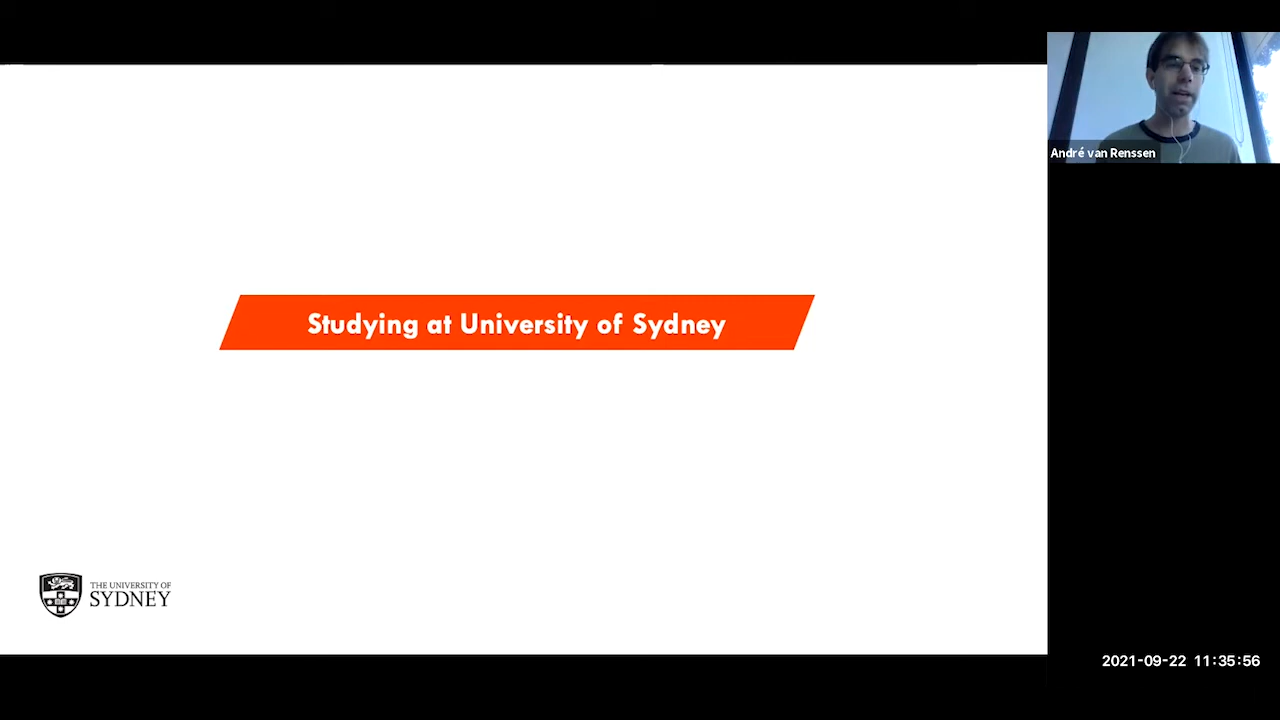 André van Renssen
Studying at University of Sydney
THE UNIVERSITY OF
SYDNEY
2021-09-22 11:35:56